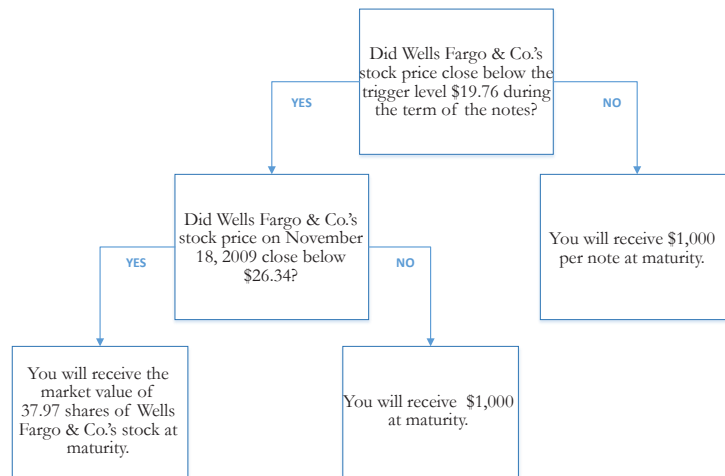 Did Wells Fargo & Co.'s
stock price close below the
trigger level $19.76 during
the term of the notes?
YES
NO
Did Wells Fargo & Co.'s
stock price on November
18, 2009 close below
$26.34?
You will receive $1,000
per note at maturity.
YES
NO
You will receive the
market value of
37.97 shares of Wells
Fargo & Co.'s stock at
maturity.
You will receive $1,000
at maturity.